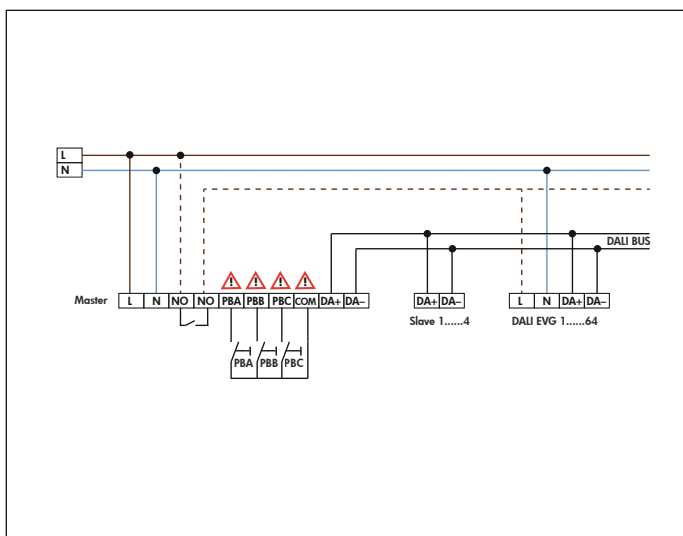 L
N
DALI BUS
Master L N NO NO PBA PBB PBC COM DA+ DA– DA+ DA– L N DA+ DA–
Slave 1......4 DALI EVG 1......64
PBA PBB PBC